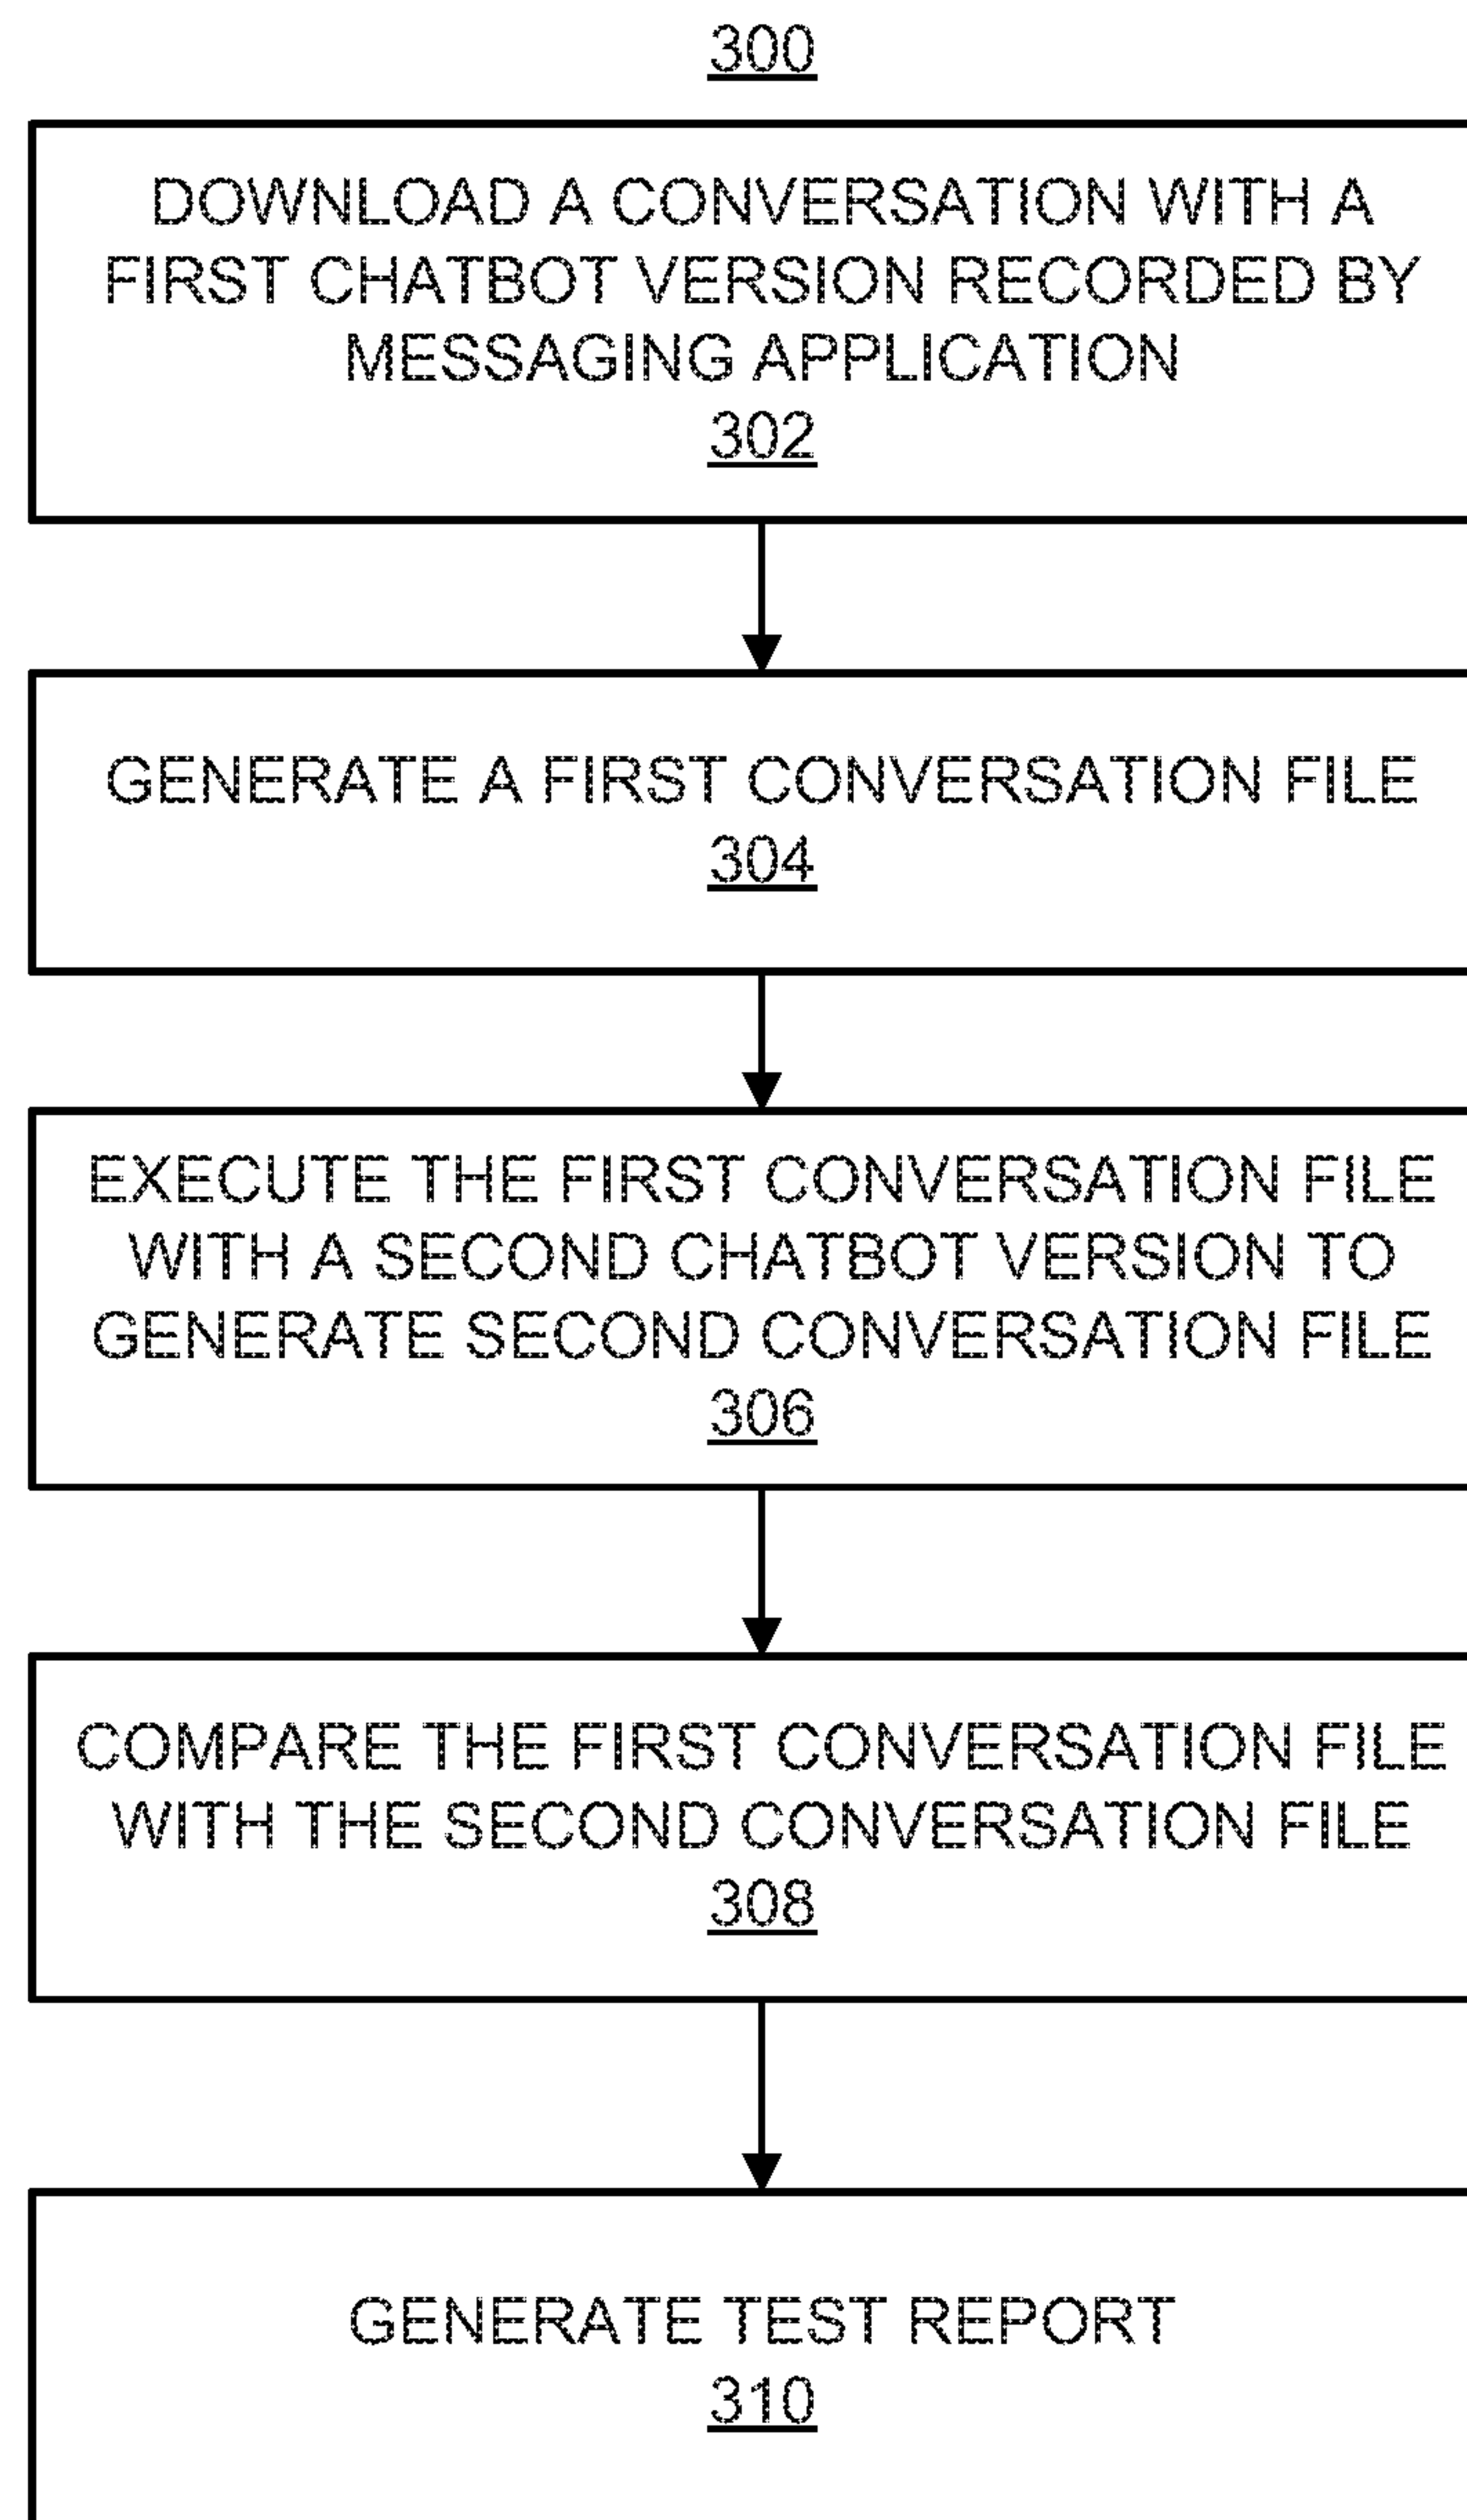 300
DOWNLOAD A CONVERSATION WITH A
FIRST CHATBOT VERSION RECORDED BY
MESSAGING APPLICATION
302
GENERATE A FIRST CONVERSATION FILE
304
EXECUTE THE FIRST CONVERSATION FILE
WITH A SECOND CHATBOT VERSION TO
GENERATE SECOND CONVERSATION FILE
306
COMPARE THE FIRST CONVERSATION FILE
WITH THE SECOND CONVERSATION FILE
308
GENERATE TEST REPORT
310